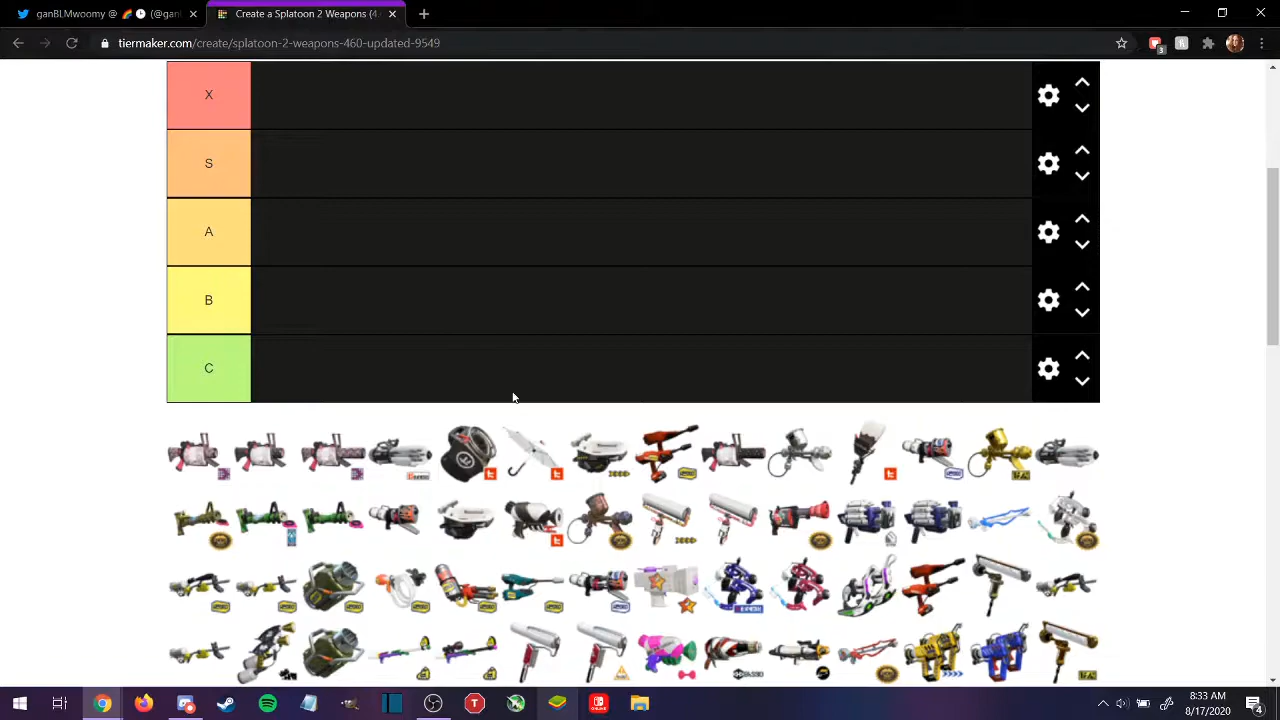 ganBLMwoomy @ 🏳️‍🌈 🕒 (@gan
Create a Splatoon 2 Weapons (4.
tiermaker.com/create/splatoon-2-weapons-460-updated-9549
X
S
A
B
C
8:33 AM
8/17/2020